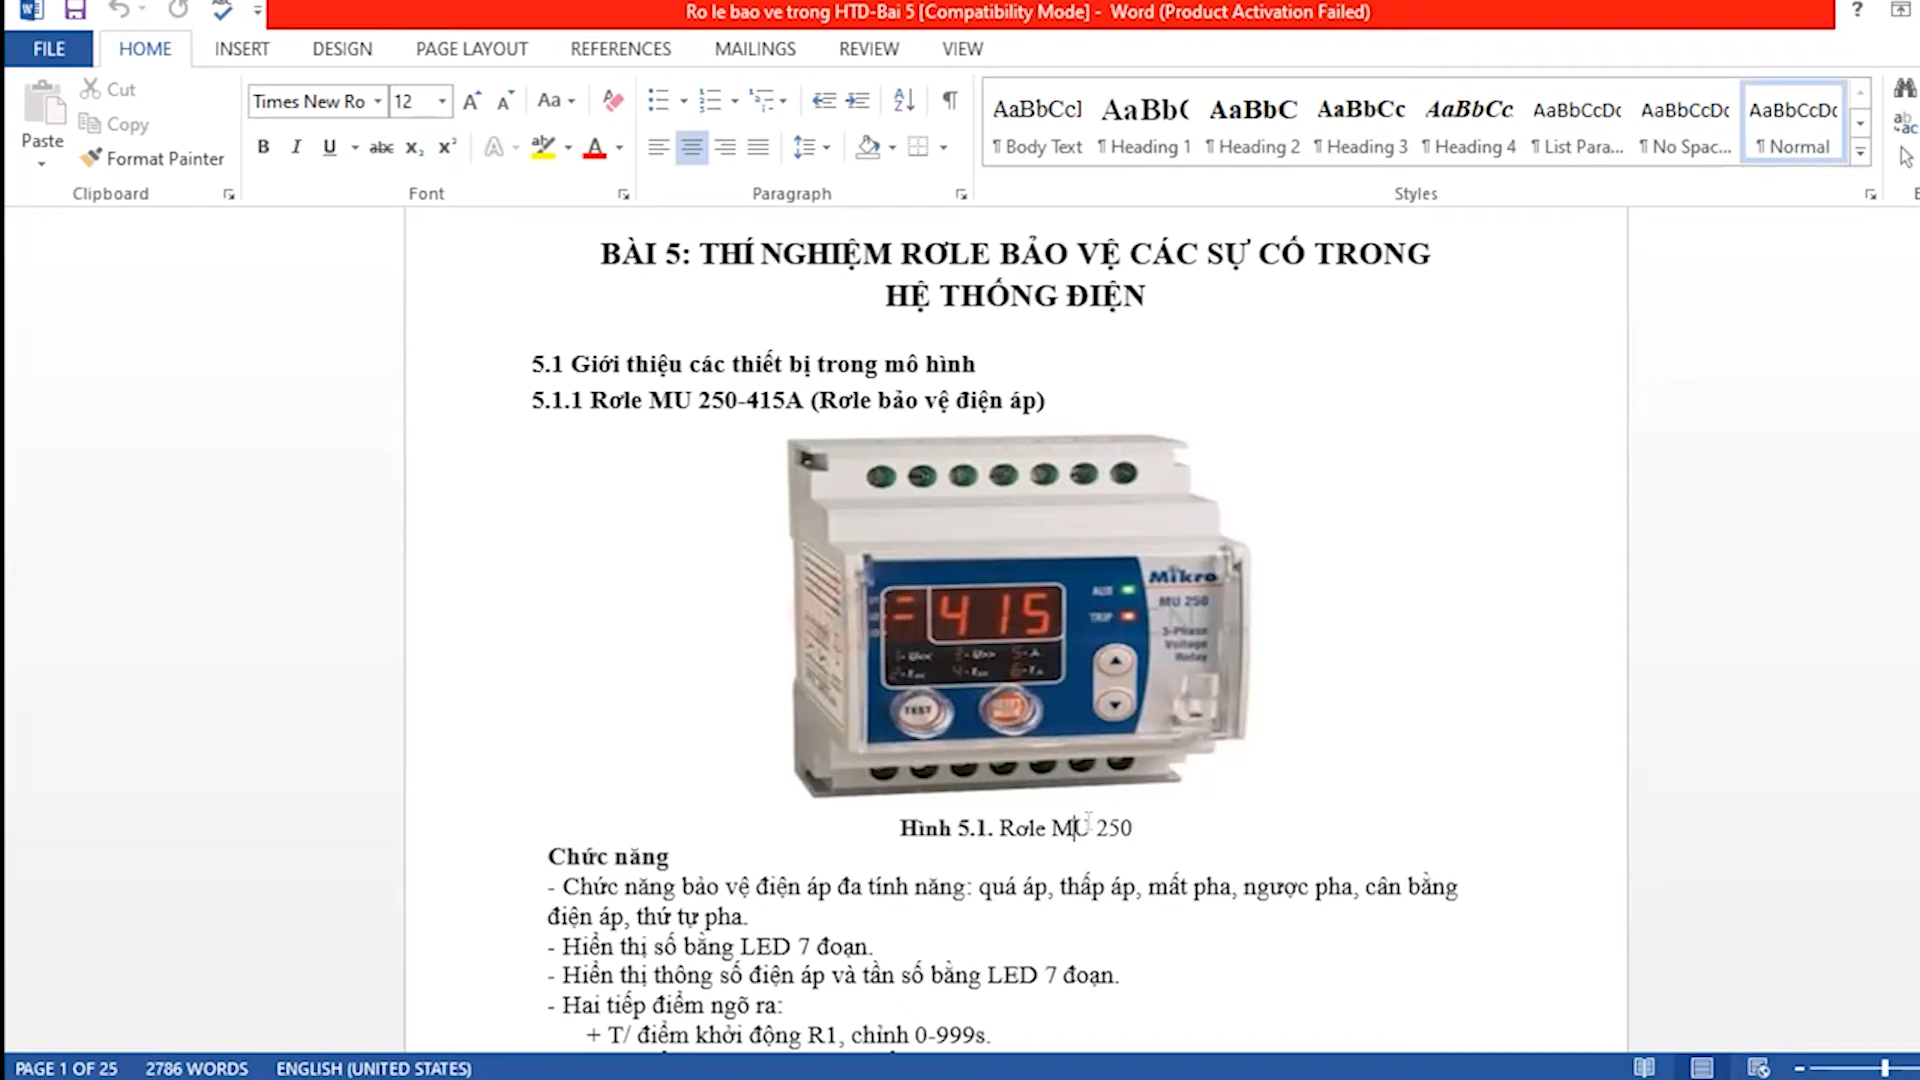 Ro le bao ve trong HTD-Bai 5 [Compatibility Mode] - Word (Product Activation Failed)
FILE HOME INSERT DESIGN PAGE LAYOUT REFERENCES MAILINGS REVIEW VIEW
Paste
Cut
Copy
Format Painter
Clipboard
Times New Ro 12
Font
Paragraph
AaBbCcI AaBb( AaBbC AaBbCc AaBbCc AaBbCcDc AaBbCcDc AaBbCcDc
¶ Body Text ¶ Heading 1 ¶ Heading 2 ¶ Heading 3 ¶ Heading 4 ¶ List Para... ¶ No Spac... ¶ Normal
Styles
BÀI 5: THÍ NGHIỆM RƠLE BẢO VỆ CÁC SỰ CỐ TRONG
HỆ THỐNG ĐIỆN
5.1 Giới thiệu các thiết bị trong mô hình
5.1.1 Rơle MU 250-415A (Rơle bảo vệ điện áp)
Mikro
MU 250
3-Phase
Voltage
Relay
AUX
TRIP
415
TEST
Hình 5.1. Rơle MU 250
Chức năng
- Chức năng bảo vệ điện áp đa tính năng: quá áp, thấp áp, mất pha, ngược pha, cân bằng
điện áp, thứ tự pha.
- Hiển thị số bằng LED 7 đoạn.
- Hiển thị thông số điện áp và tần số bằng LED 7 đoạn.
- Hai tiếp điểm ngõ ra:
+ T/ điểm khởi động R1, chỉnh 0-999s.
PAGE 1 OF 25 2786 WORDS ENGLISH (UNITED STATES)